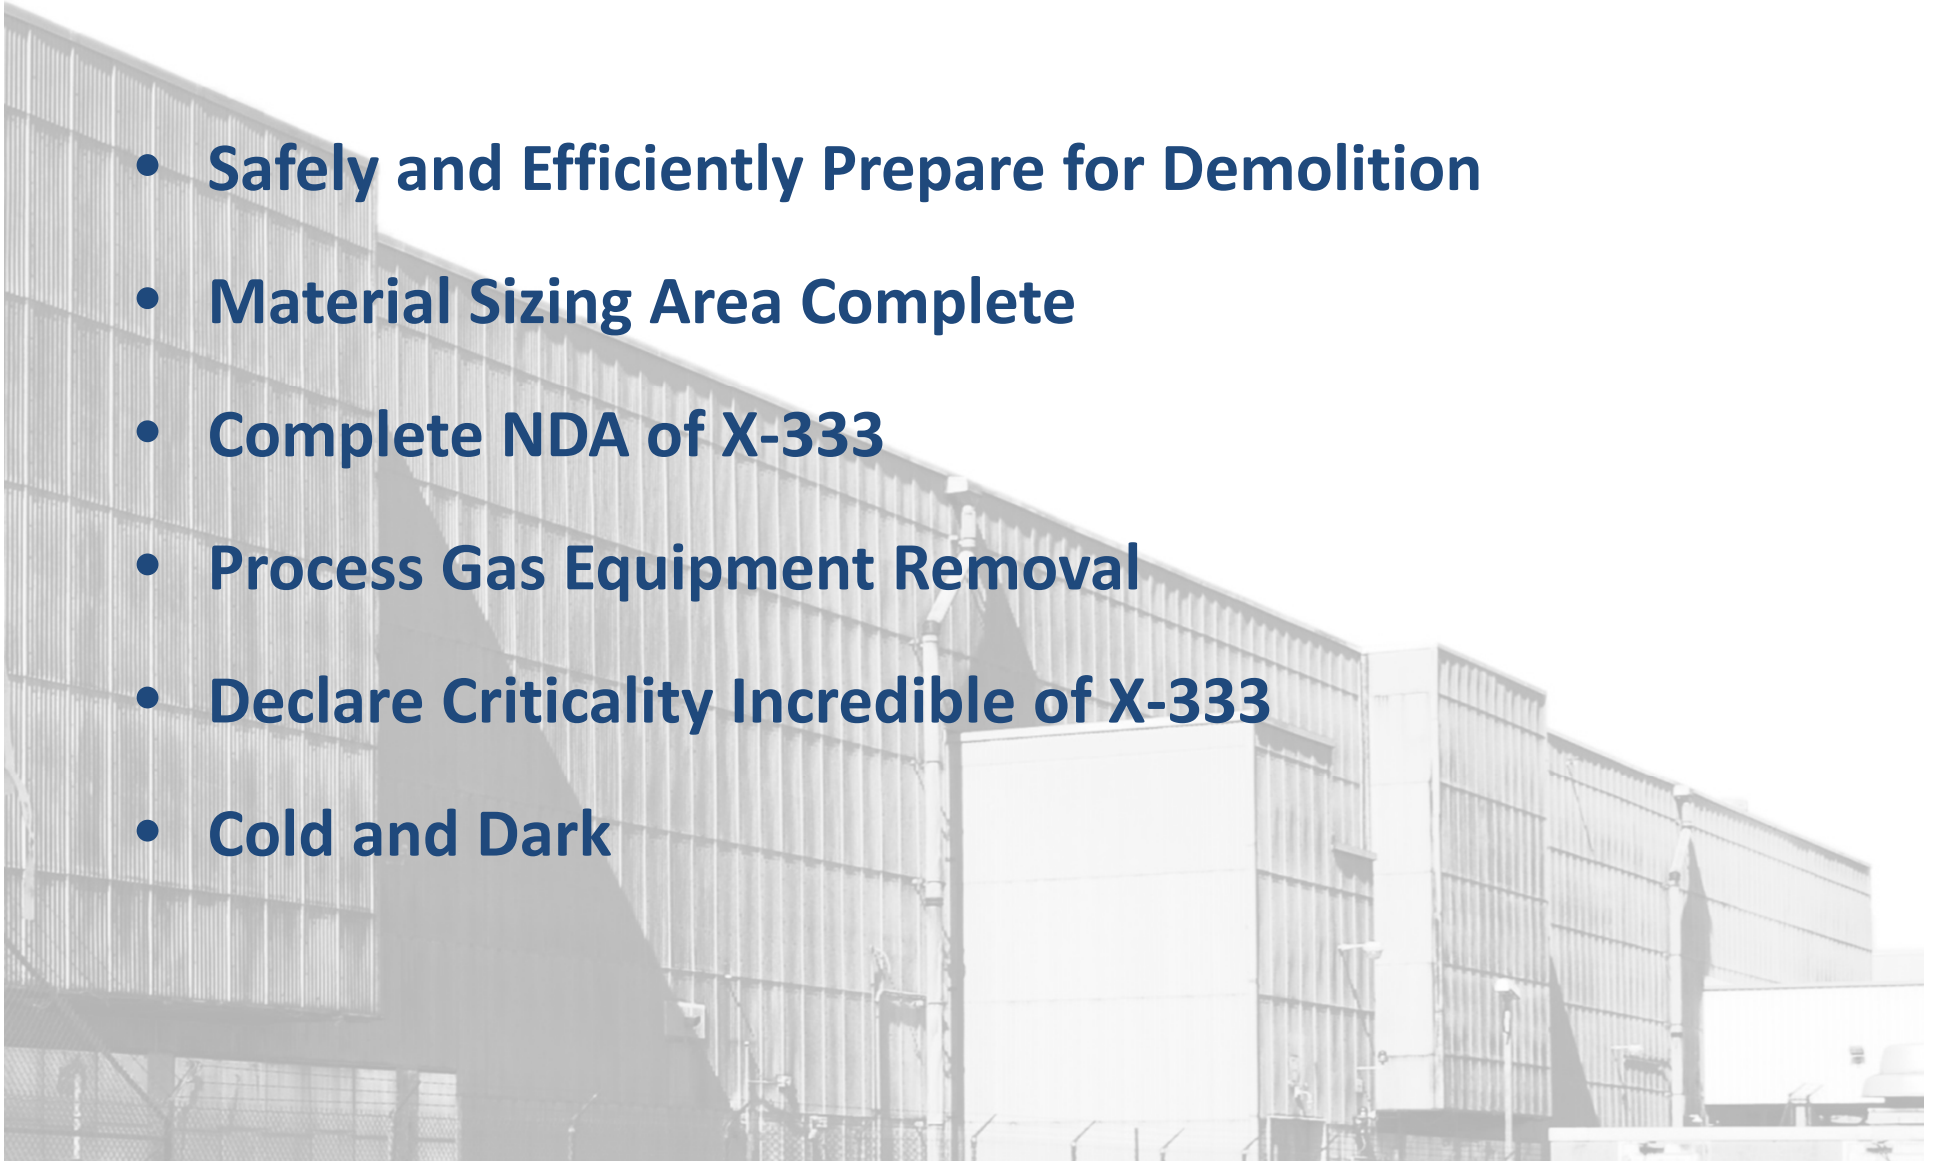 • Safely and Efficiently Prepare for Demolition
• Material Sizing Area Complete
• Complete NDA of X-333
• Process Gas Equipment Removal
• Declare Criticality Incredible of X-333
• Cold and Dark